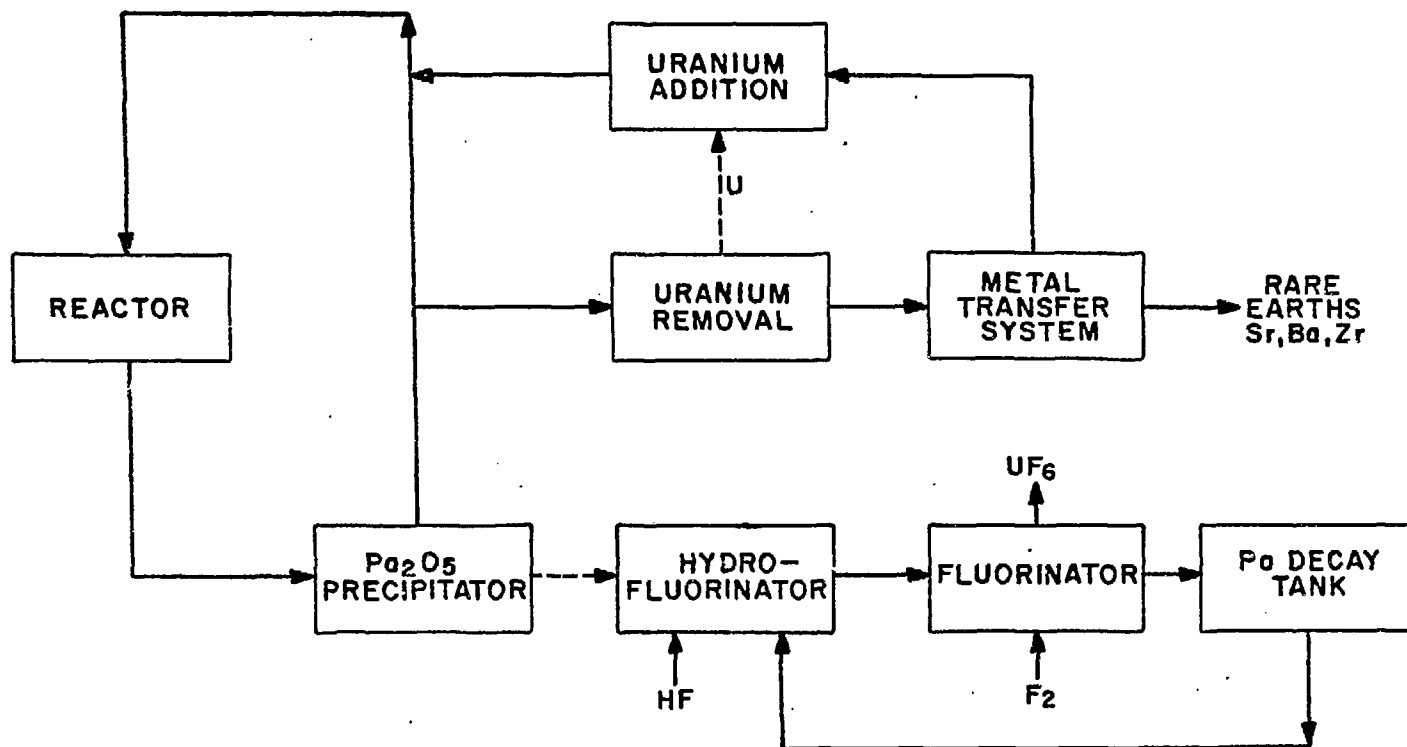 URANIUM
ADDITION
U
REACTOR
URANIUM
REMOVAL
METAL
TRANSFER
SYSTEM
RARE
EARTHS
Sr,Ba,Zr
UF6
Pa2O5
PRECIPITATOR
HYDRO-
FLUORINATOR
FLUORINATOR
Pa DECAY
TANK
HF
F2